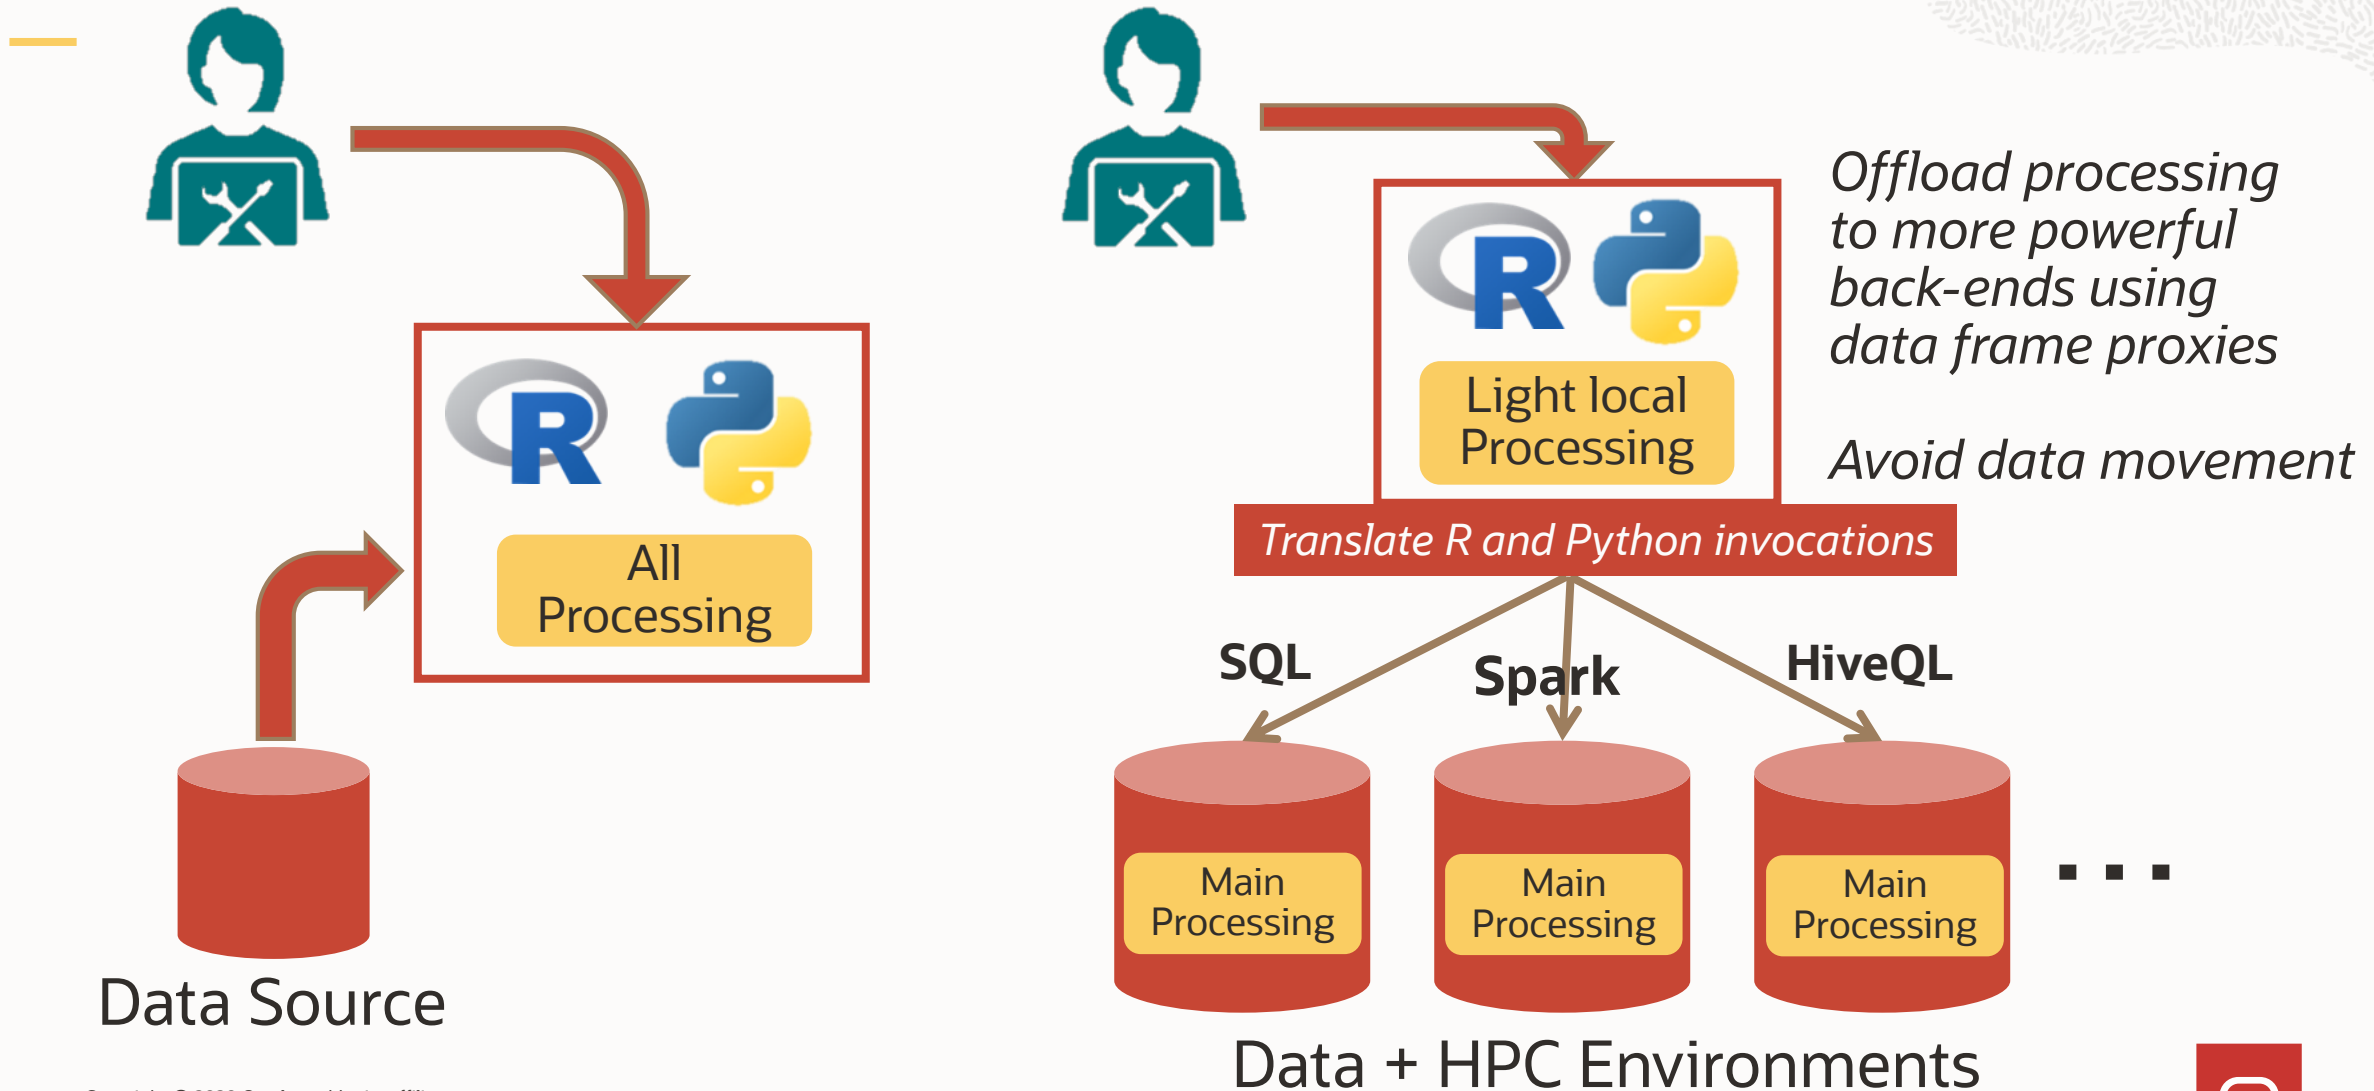 All
Processing
Data Source
Offload processing
to more powerful
back-ends using
data frame proxies
Avoid data movement
R
R
Light local
Processing
Translate R and Python invocations
SQL
Spark
HiveQL
Main
Processing
Main
Processing
Main
Processing
...
Data + HPC Environments